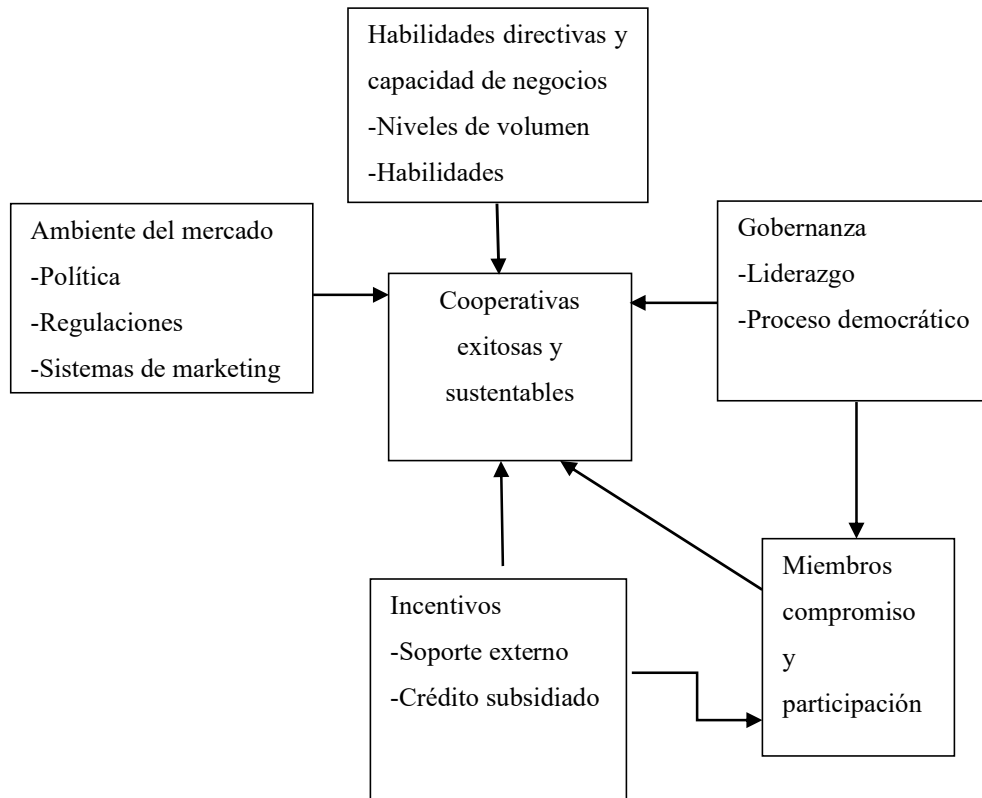 Habilidades directivas y
capacidad de negocios
-Niveles de volumen
-Habilidades
Ambiente del mercado
-Política
-Regulaciones
-Sistemas de marketing
Cooperativas
exitosas y
sustentables
Gobernanza
-Liderazgo
-Proceso democrático
Incentivos
-Soporte externo
-Crédito subsidiado
Miembros
compromiso
y
participación